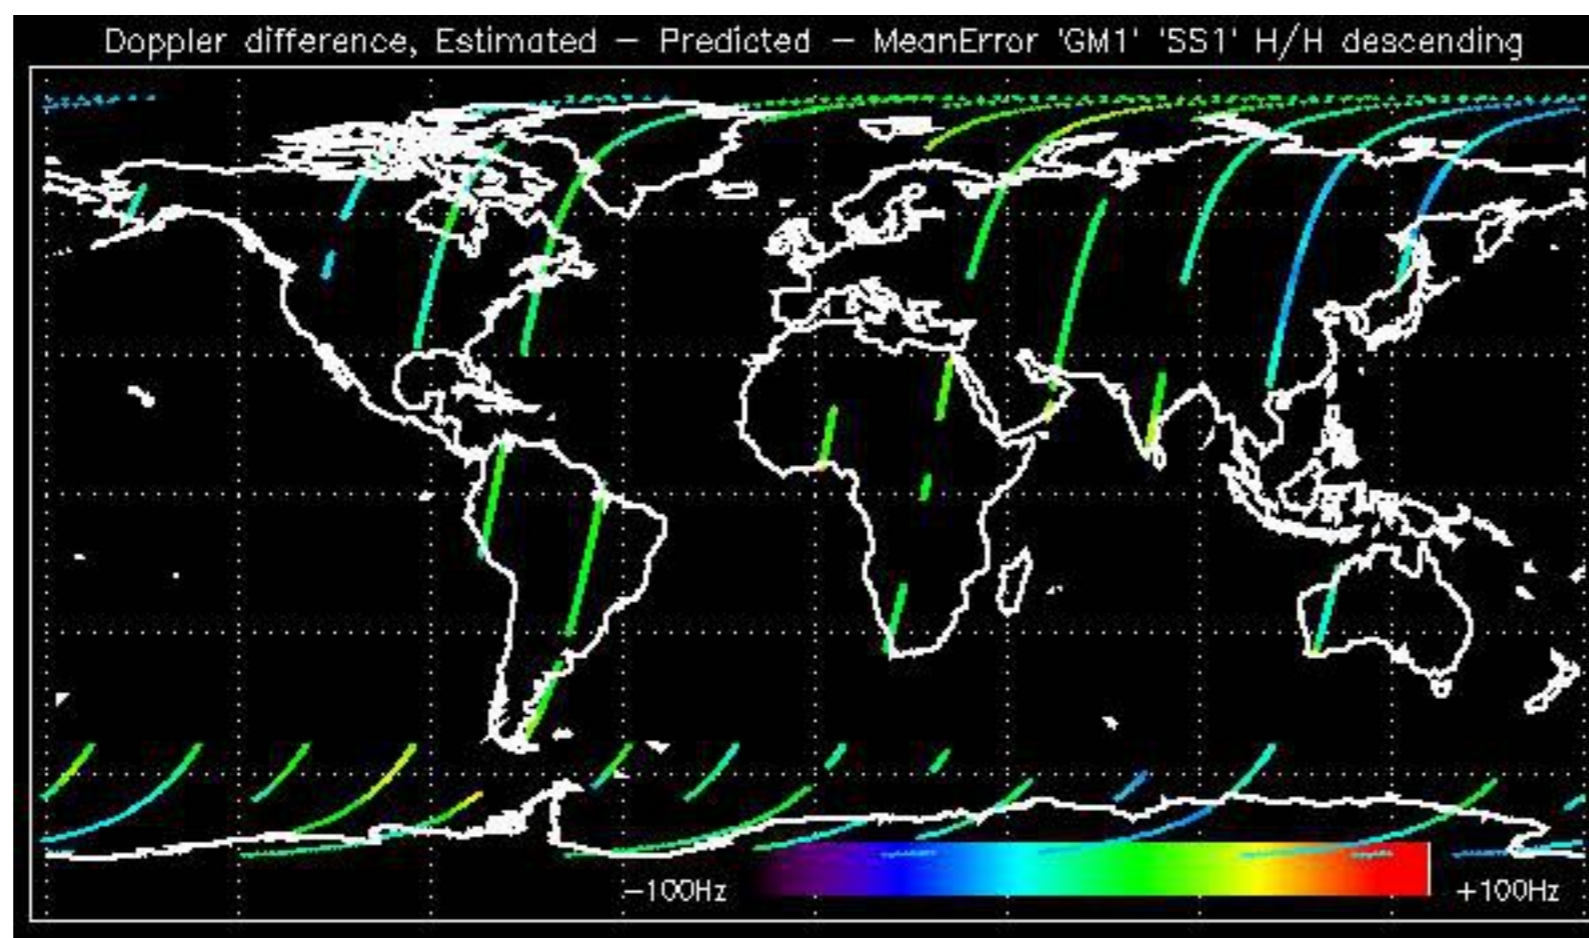 Doppler difference, Estimated – Predicted – MeanError 'GM1' 'SS1' H/H descending
–100Hz
+100Hz